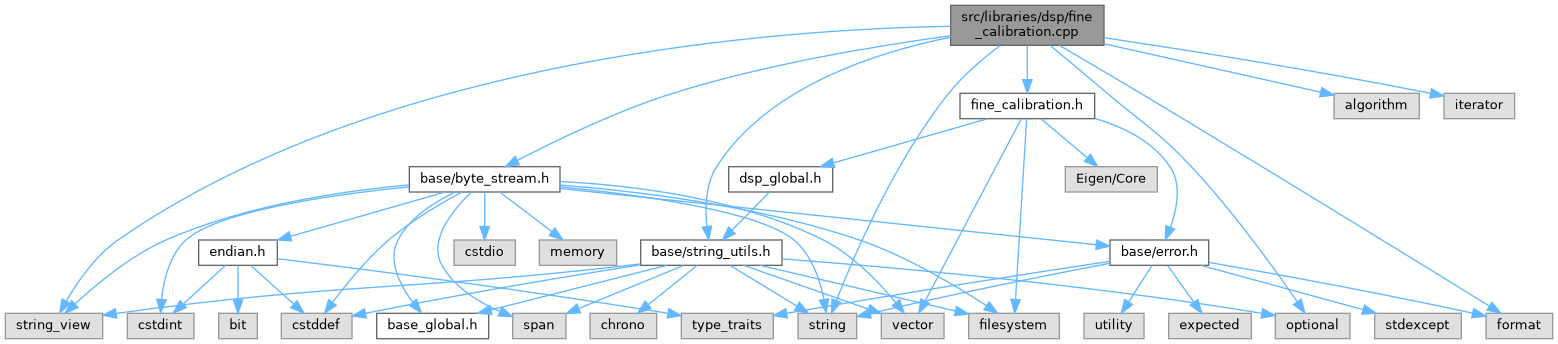 src/libraries/dsp/fine
_calibration.cpp
fine_calibration.h
algorithm
iterator
base/byte_stream.h
dsp_global.h
Eigen/Core
endian.h
cstdio
memory
base/string_utils.h
base/error.h
string_view
cstdint
bit
cstddef
base_global.h
span
chrono
type_traits
string
vector
filesystem
utility
expected
optional
stdexcept
format